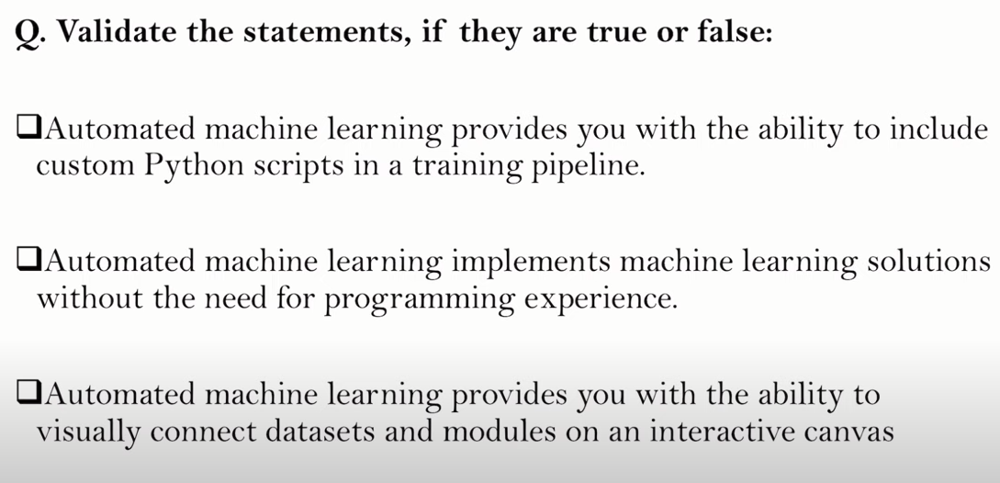 Q. Validate the statements, if they are true or false:
❑Automated machine learning provides you with the ability to include
custom Python scripts in a training pipeline.
❑Automated machine learning implements machine learning solutions
without the need for programming experience.
❑Automated machine learning provides you with the ability to
visually connect datasets and modules on an interactive canvas